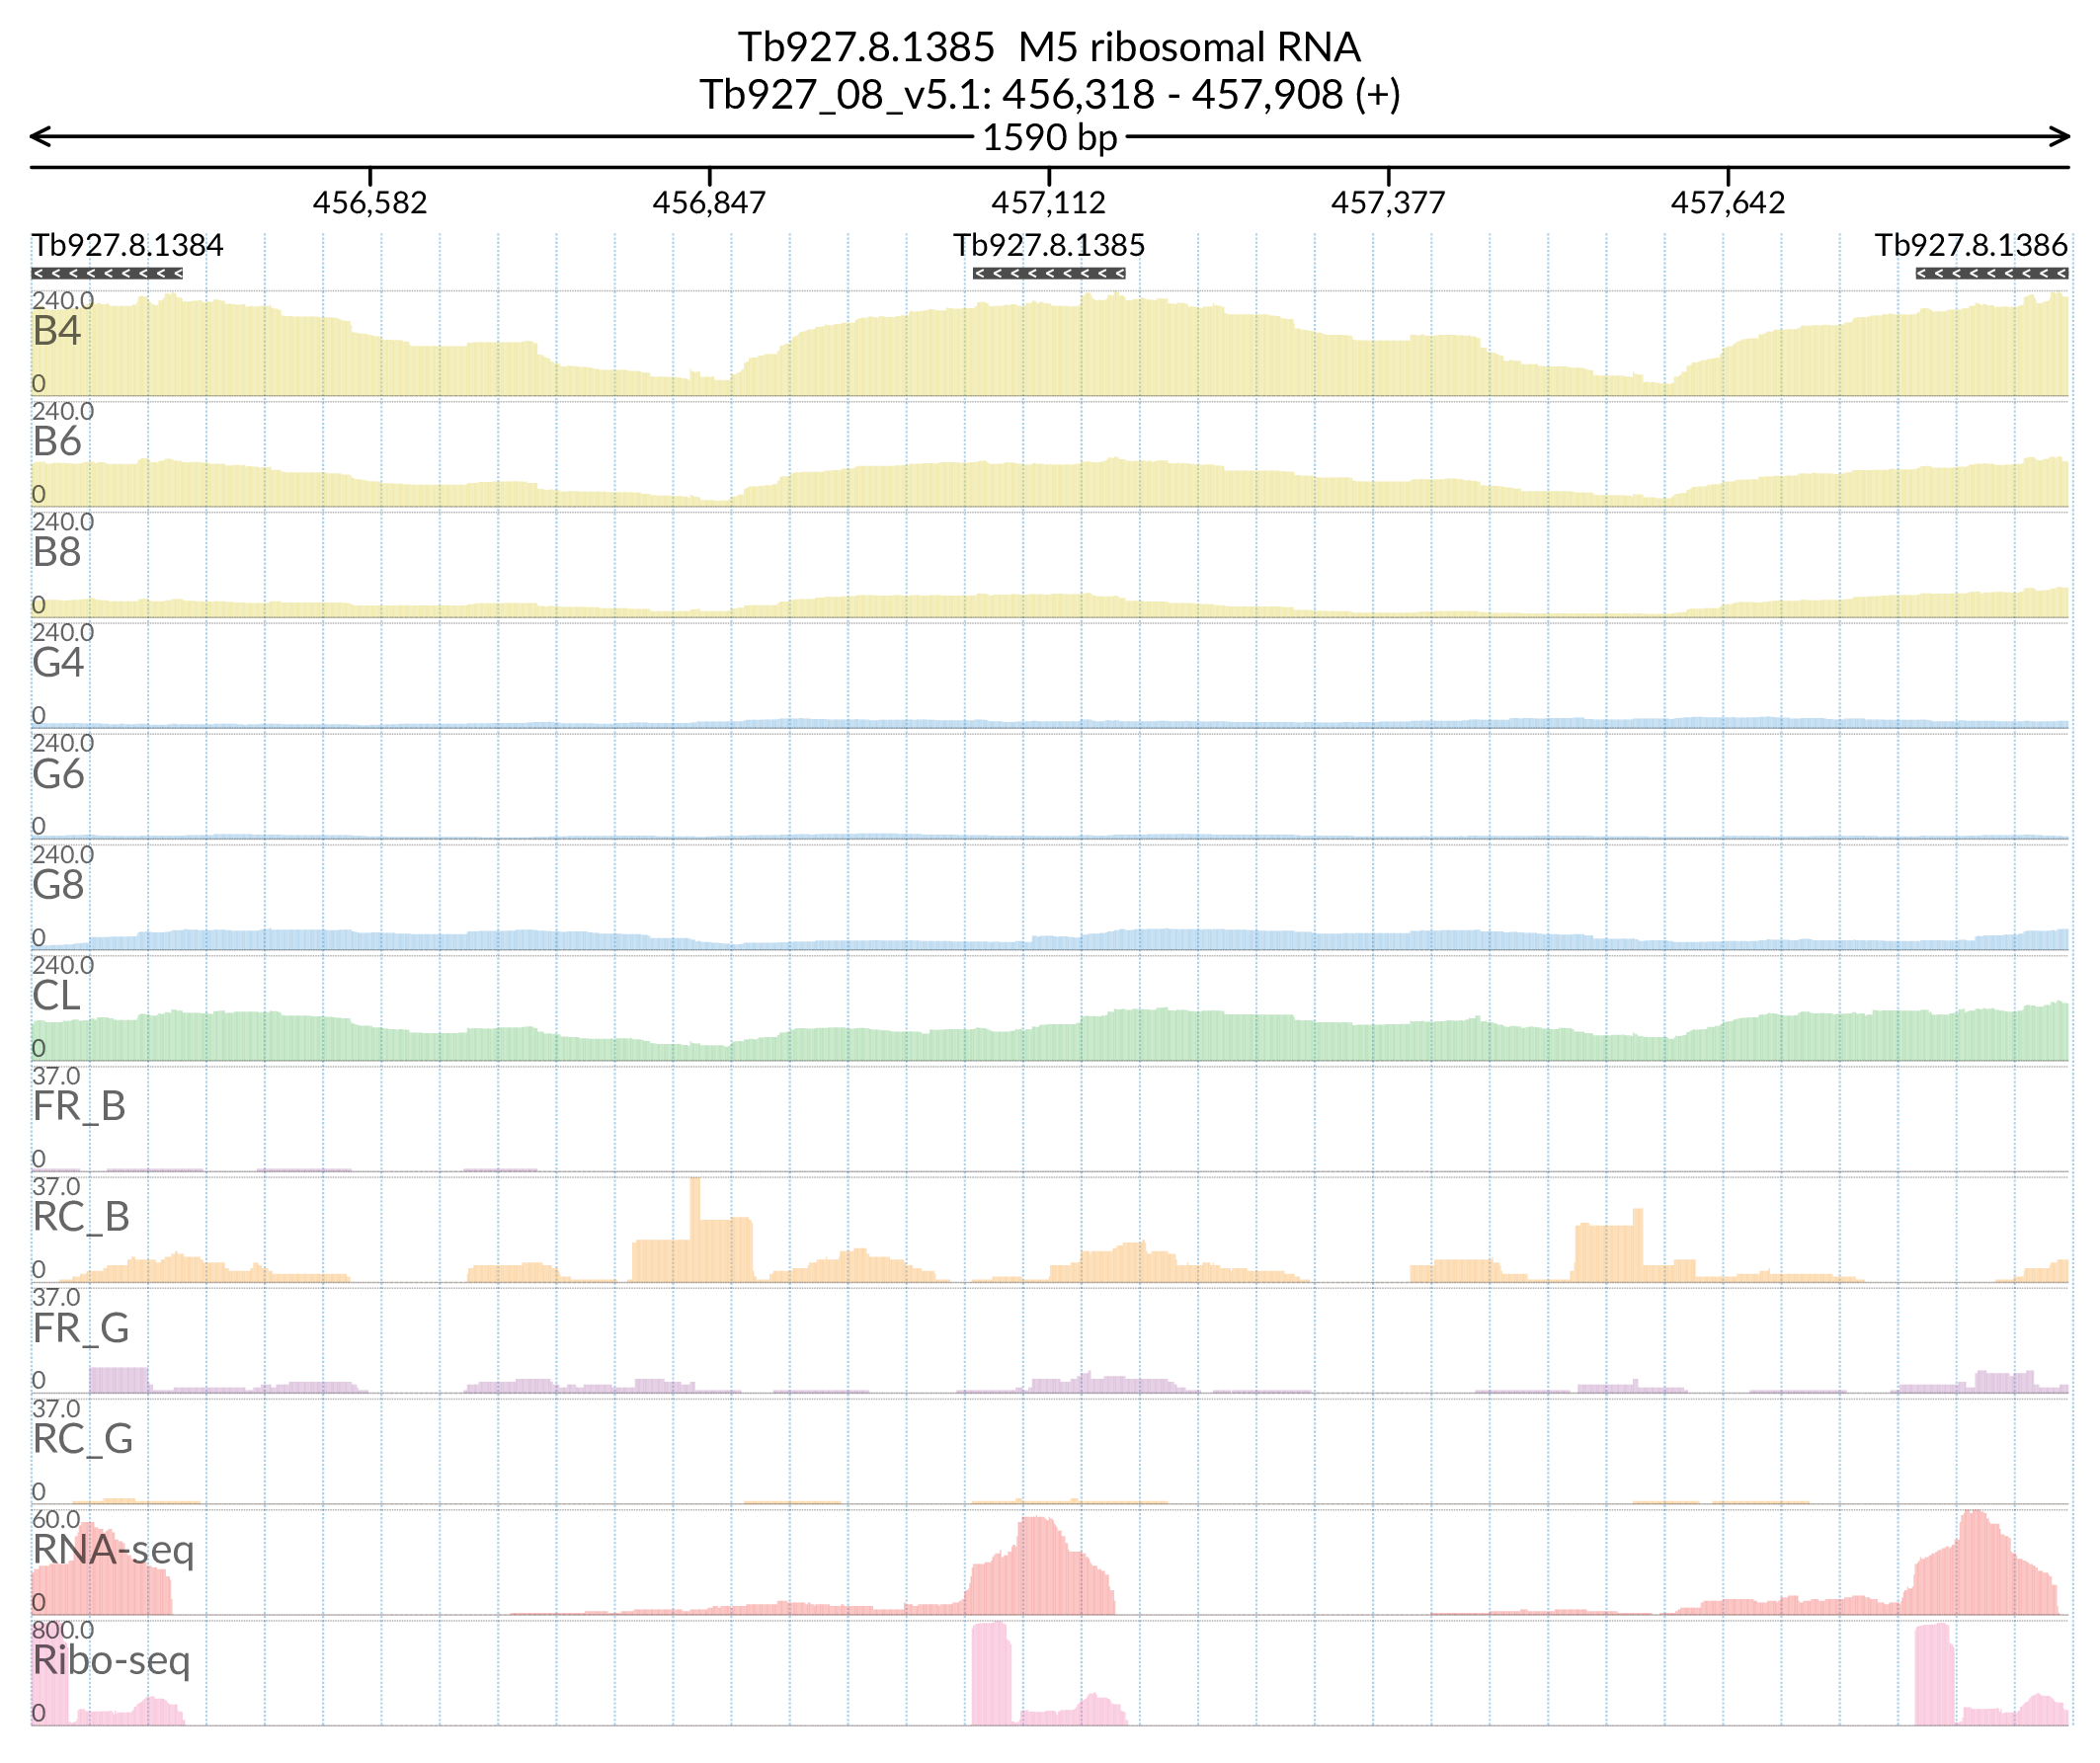 Tb927.8.1385  M5 ribosomal RNA
Tb927_08_v5.1: 456,318 - 457,908 (+)
1590 bp
456,582 456,847 457,112 457,377 457,642
Tb927.8.1384 Tb927.8.1385 Tb927.8.1386
240.0
B4
0
240.0
B6
0
240.0
B8
0
240.0
G4
0
240.0
G6
0
240.0
G8
0
240.0
CL
0
37.0
FR_B
0
37.0
RC_B
0
37.0
FR_G
0
37.0
RC_G
0
60.0
RNA-seq
0
800.0
Ribo-seq
0